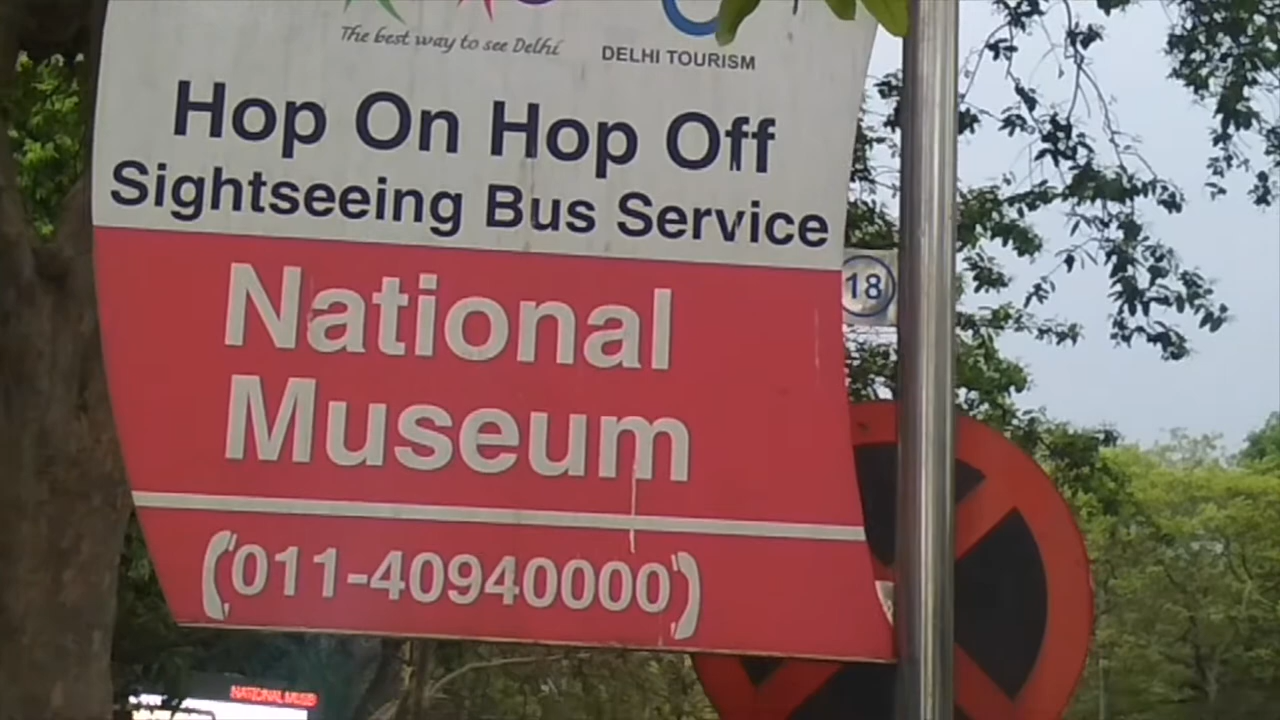 The best way to see Delhi
DELHI TOURISM
Hop On Hop Off
Sightseeing Bus Service
18
National
Museum
(011-40940000)
NATIONAL